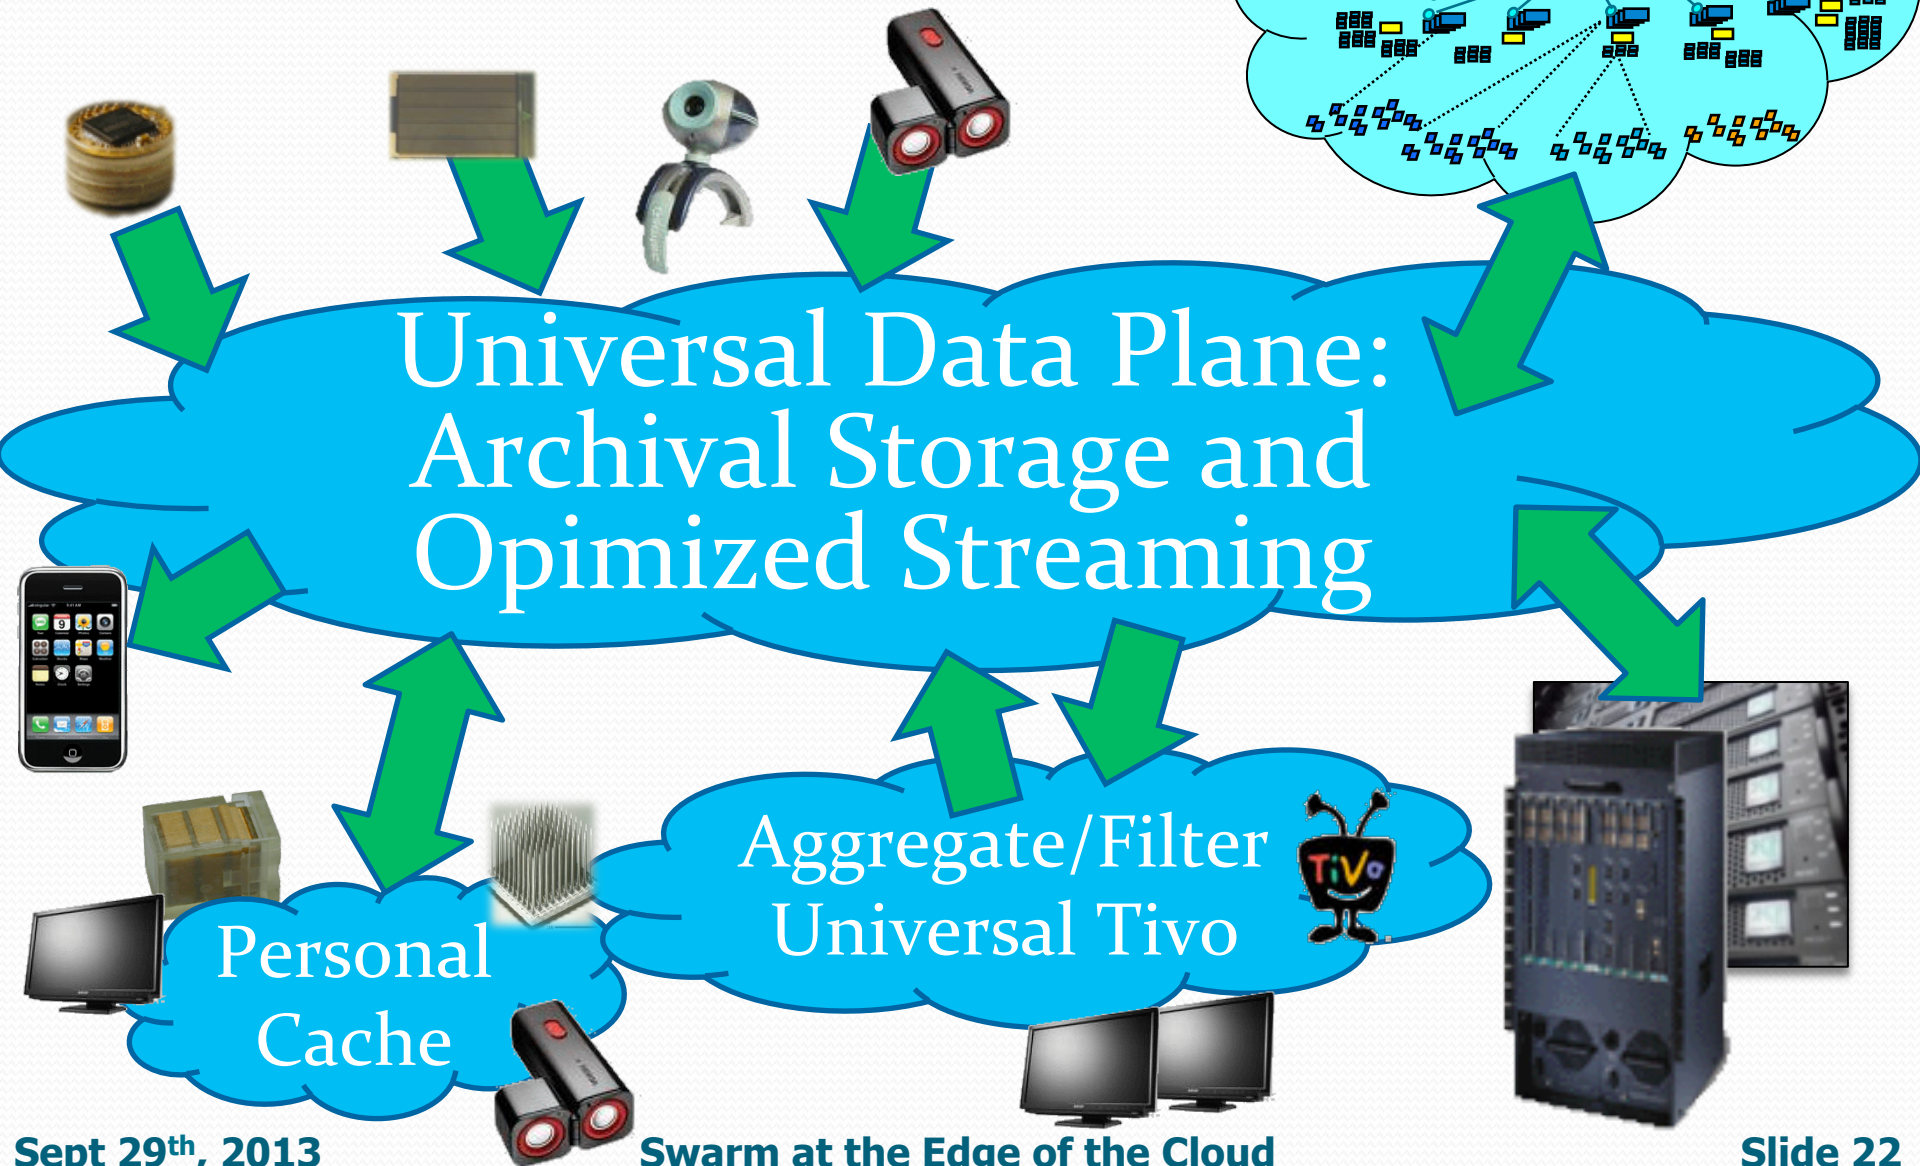 Universal Data Plane:
Archival Storage and
Opimized Streaming
Aggregate/Filter
Universal Tivo
TiVo
Personal
Cache
Sept 29th, 2013
Swarm at the Edge of the Cloud
Slide 22